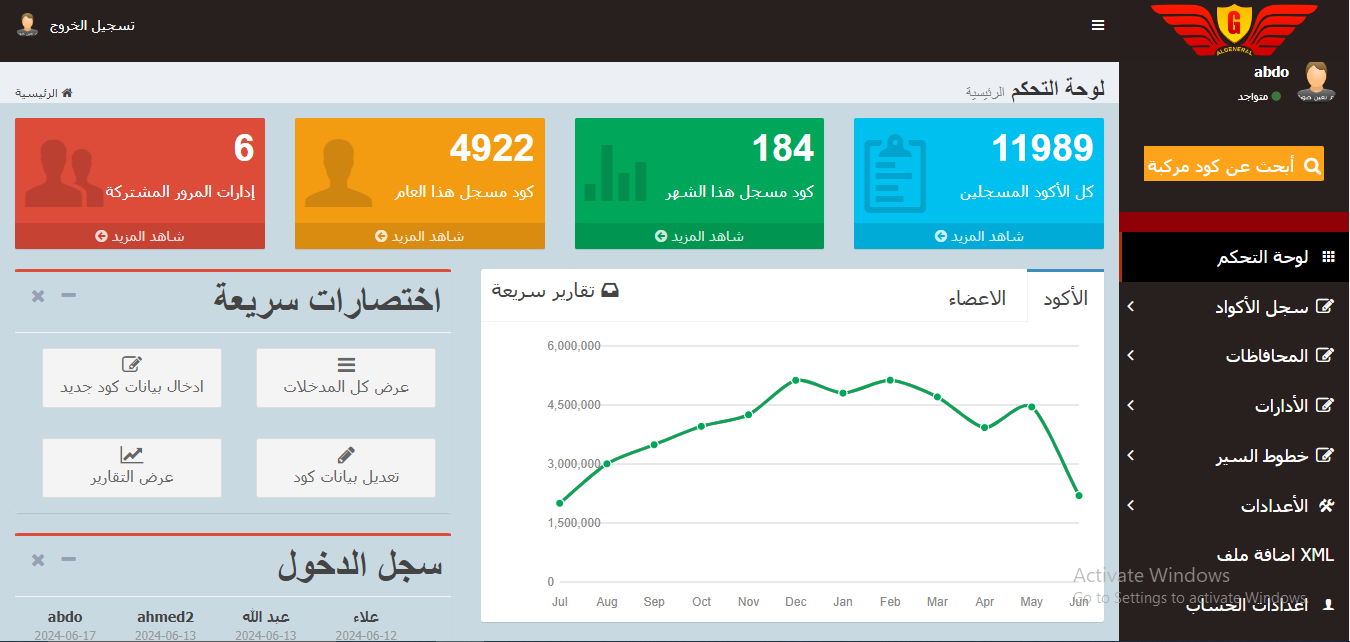 تسجيل الخروج
G
ALGENERAL
abdo
متواجد
أبحث عن كود مركبة
لوحة التحكم
سجل الأكواد
المحافظات
الأدارات
خطوط السير
الأعدادات
XML اضافة ملف
اعدادات الحساب
لوحة التحكم الرئيسية
الرئيسية
11989
كل الأكود المسجلين
شاهد المزيد
184
كود مسجل هذا الشهر
شاهد المزيد
4922
كود مسجل هذا العام
شاهد المزيد
6
إدارات المرور المشتركة
شاهد المزيد
الأكود
الاعضاء
تقارير سريعة
6,000,000
4,500,000
3,000,000
1,500,000
0
Jul Aug Sep Oct Nov Dec Jan Feb Mar Apr May Jun
اختصارات سريعة
عرض كل المدخلات
ادخال بيانات كود جديد
تعديل بيانات كود
عرض التقارير
سجل الدخول
علاء
2024-06-12
عبد الله
2024-06-13
ahmed2
2024-06-13
abdo
2024-06-17
Activate Windows
Go to Settings to activate Windows.